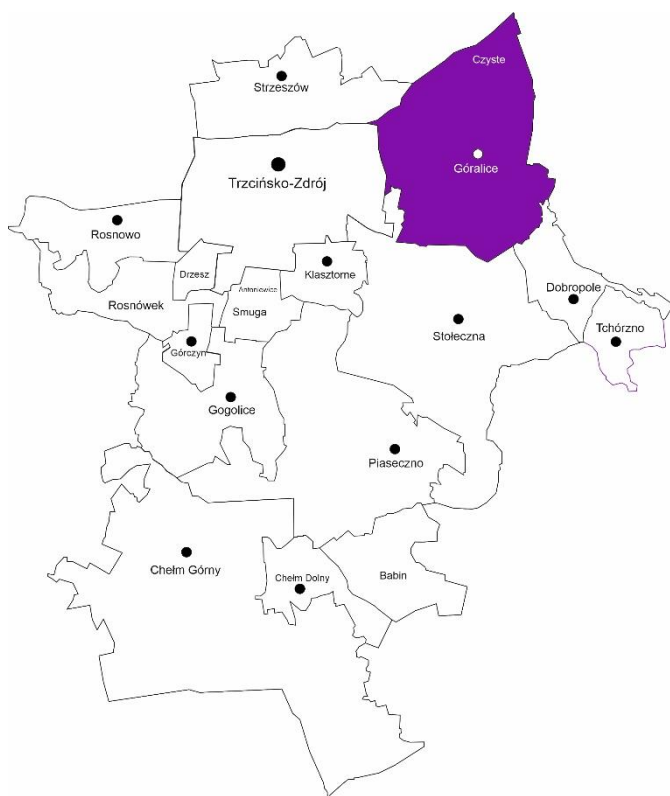 Czyste
Strzeszów
Góralice
Trzcińsko-Zdrój
Rosnowo
Drzesz
Klasztorne
Antoniowice
Dobropole
Rosnówek
Smuga
Tchórzno
Stołeczna
Górczyn
Gogolice
Piaseczno
Chełm Górny
Chełm Dolny
Babin